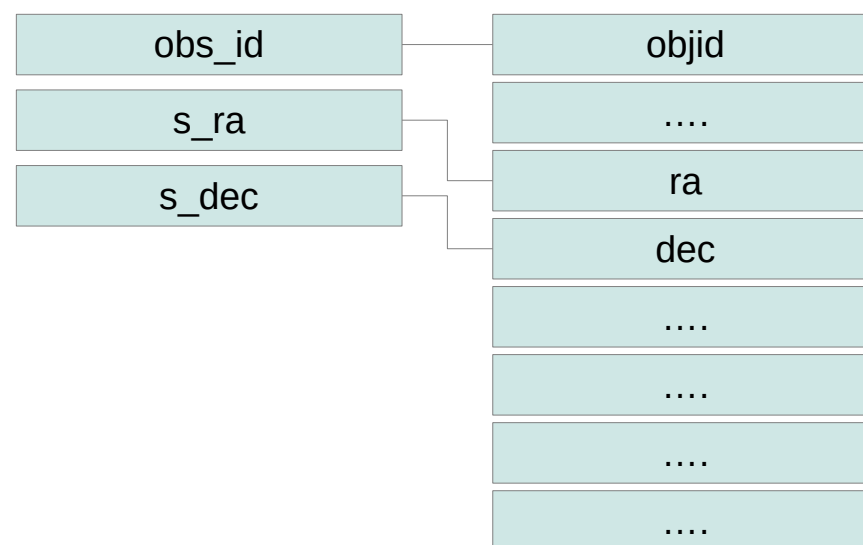 obs_id
s_ra
s_dec
objid
....
ra
dec
....
....
....
....